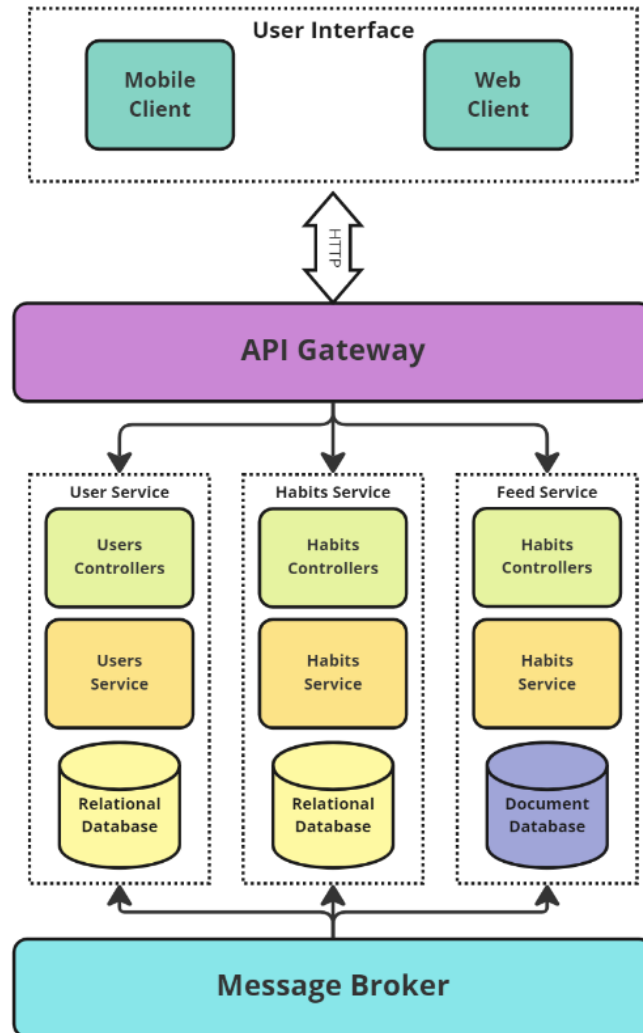 User Interface
Mobile
Client
Web
Client
HTTP
API Gateway
User Service
Habits Service
Feed Service
Users
Controllers
Habits
Controllers
Habits
Controllers
Users
Service
Habits
Service
Habits
Service
Relational
Database
Relational
Database
Document
Database
Message Broker